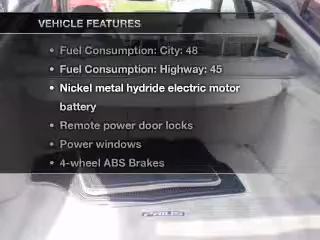 VEHICLE FEATURES
• Fuel Consumption: City: 48
• Fuel Consumption: Highway: 45
• Nickel metal hydride electric motor
battery
• Remote power door locks
• Power windows
• 4-wheel ABS Brakes
PRIUS